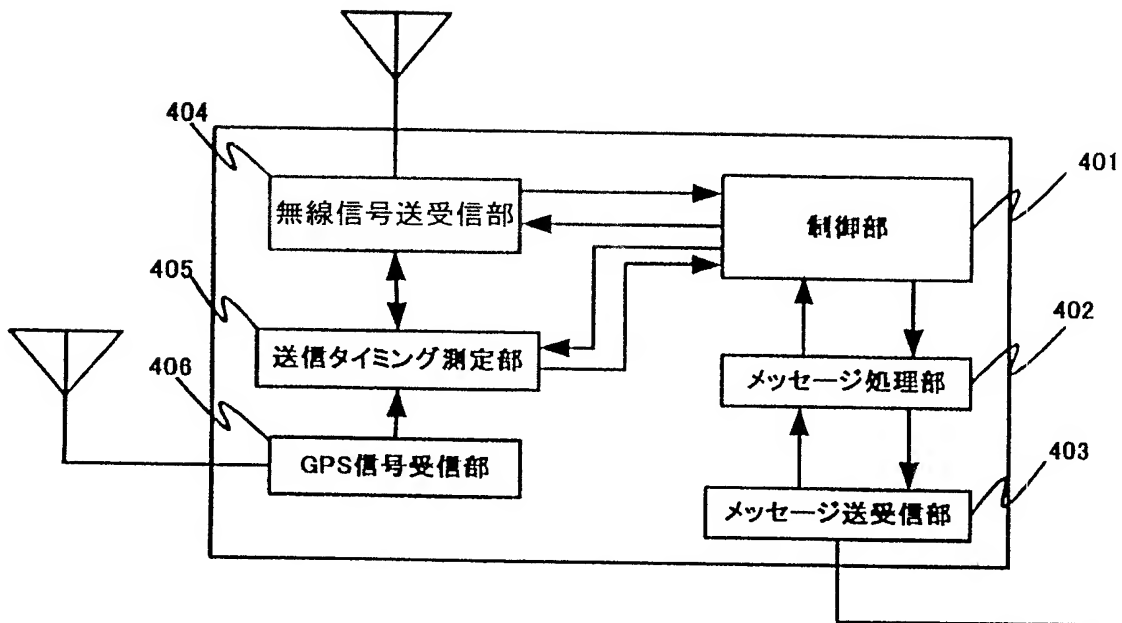 404
無線信号送受信部
制御部
401
405
送信タイミング測定部
402
メッセージ処理部
406
GPS信号受信部
403
メッセージ送受信部